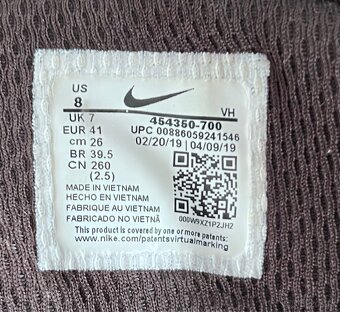 US
8 VH
UK 7 454350-700
EUR 41 UPC 00886059241546
cm 26 02/20/19 | 04/09/19
BR 39.5
CN 260
(2.5)
MADE IN VIETNAM
HECHO EN VIETNAM
FABRIQUE AU VIETNAM
FABRICADO NO VIETNÃ
000W9XZ1P2JH2
This product is covered by one or more patents:
www.nike.com/patentsvirtualmarking